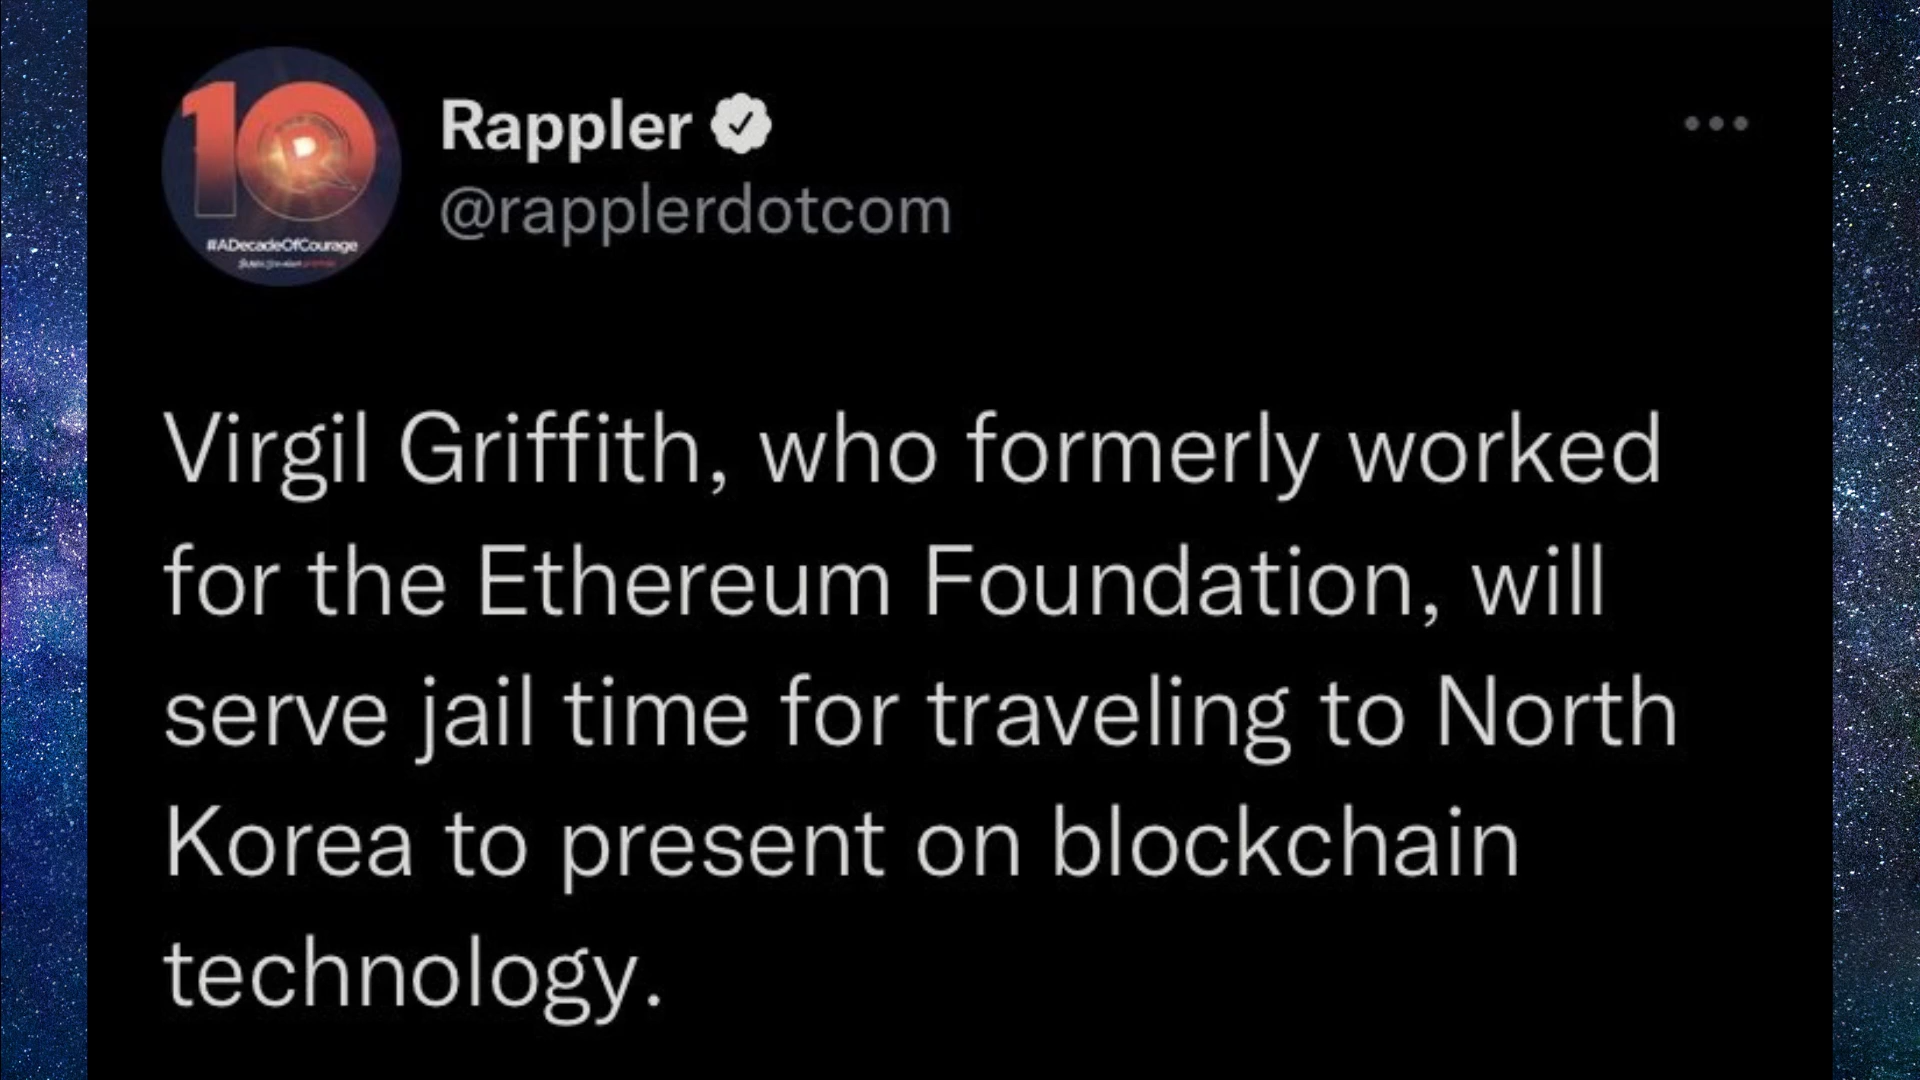 10
#ADecadeOfCourage
Rappler
@rapplerdotcom
Virgil Griffith, who formerly worked
for the Ethereum Foundation, will
serve jail time for traveling to North
Korea to present on blockchain
technology.